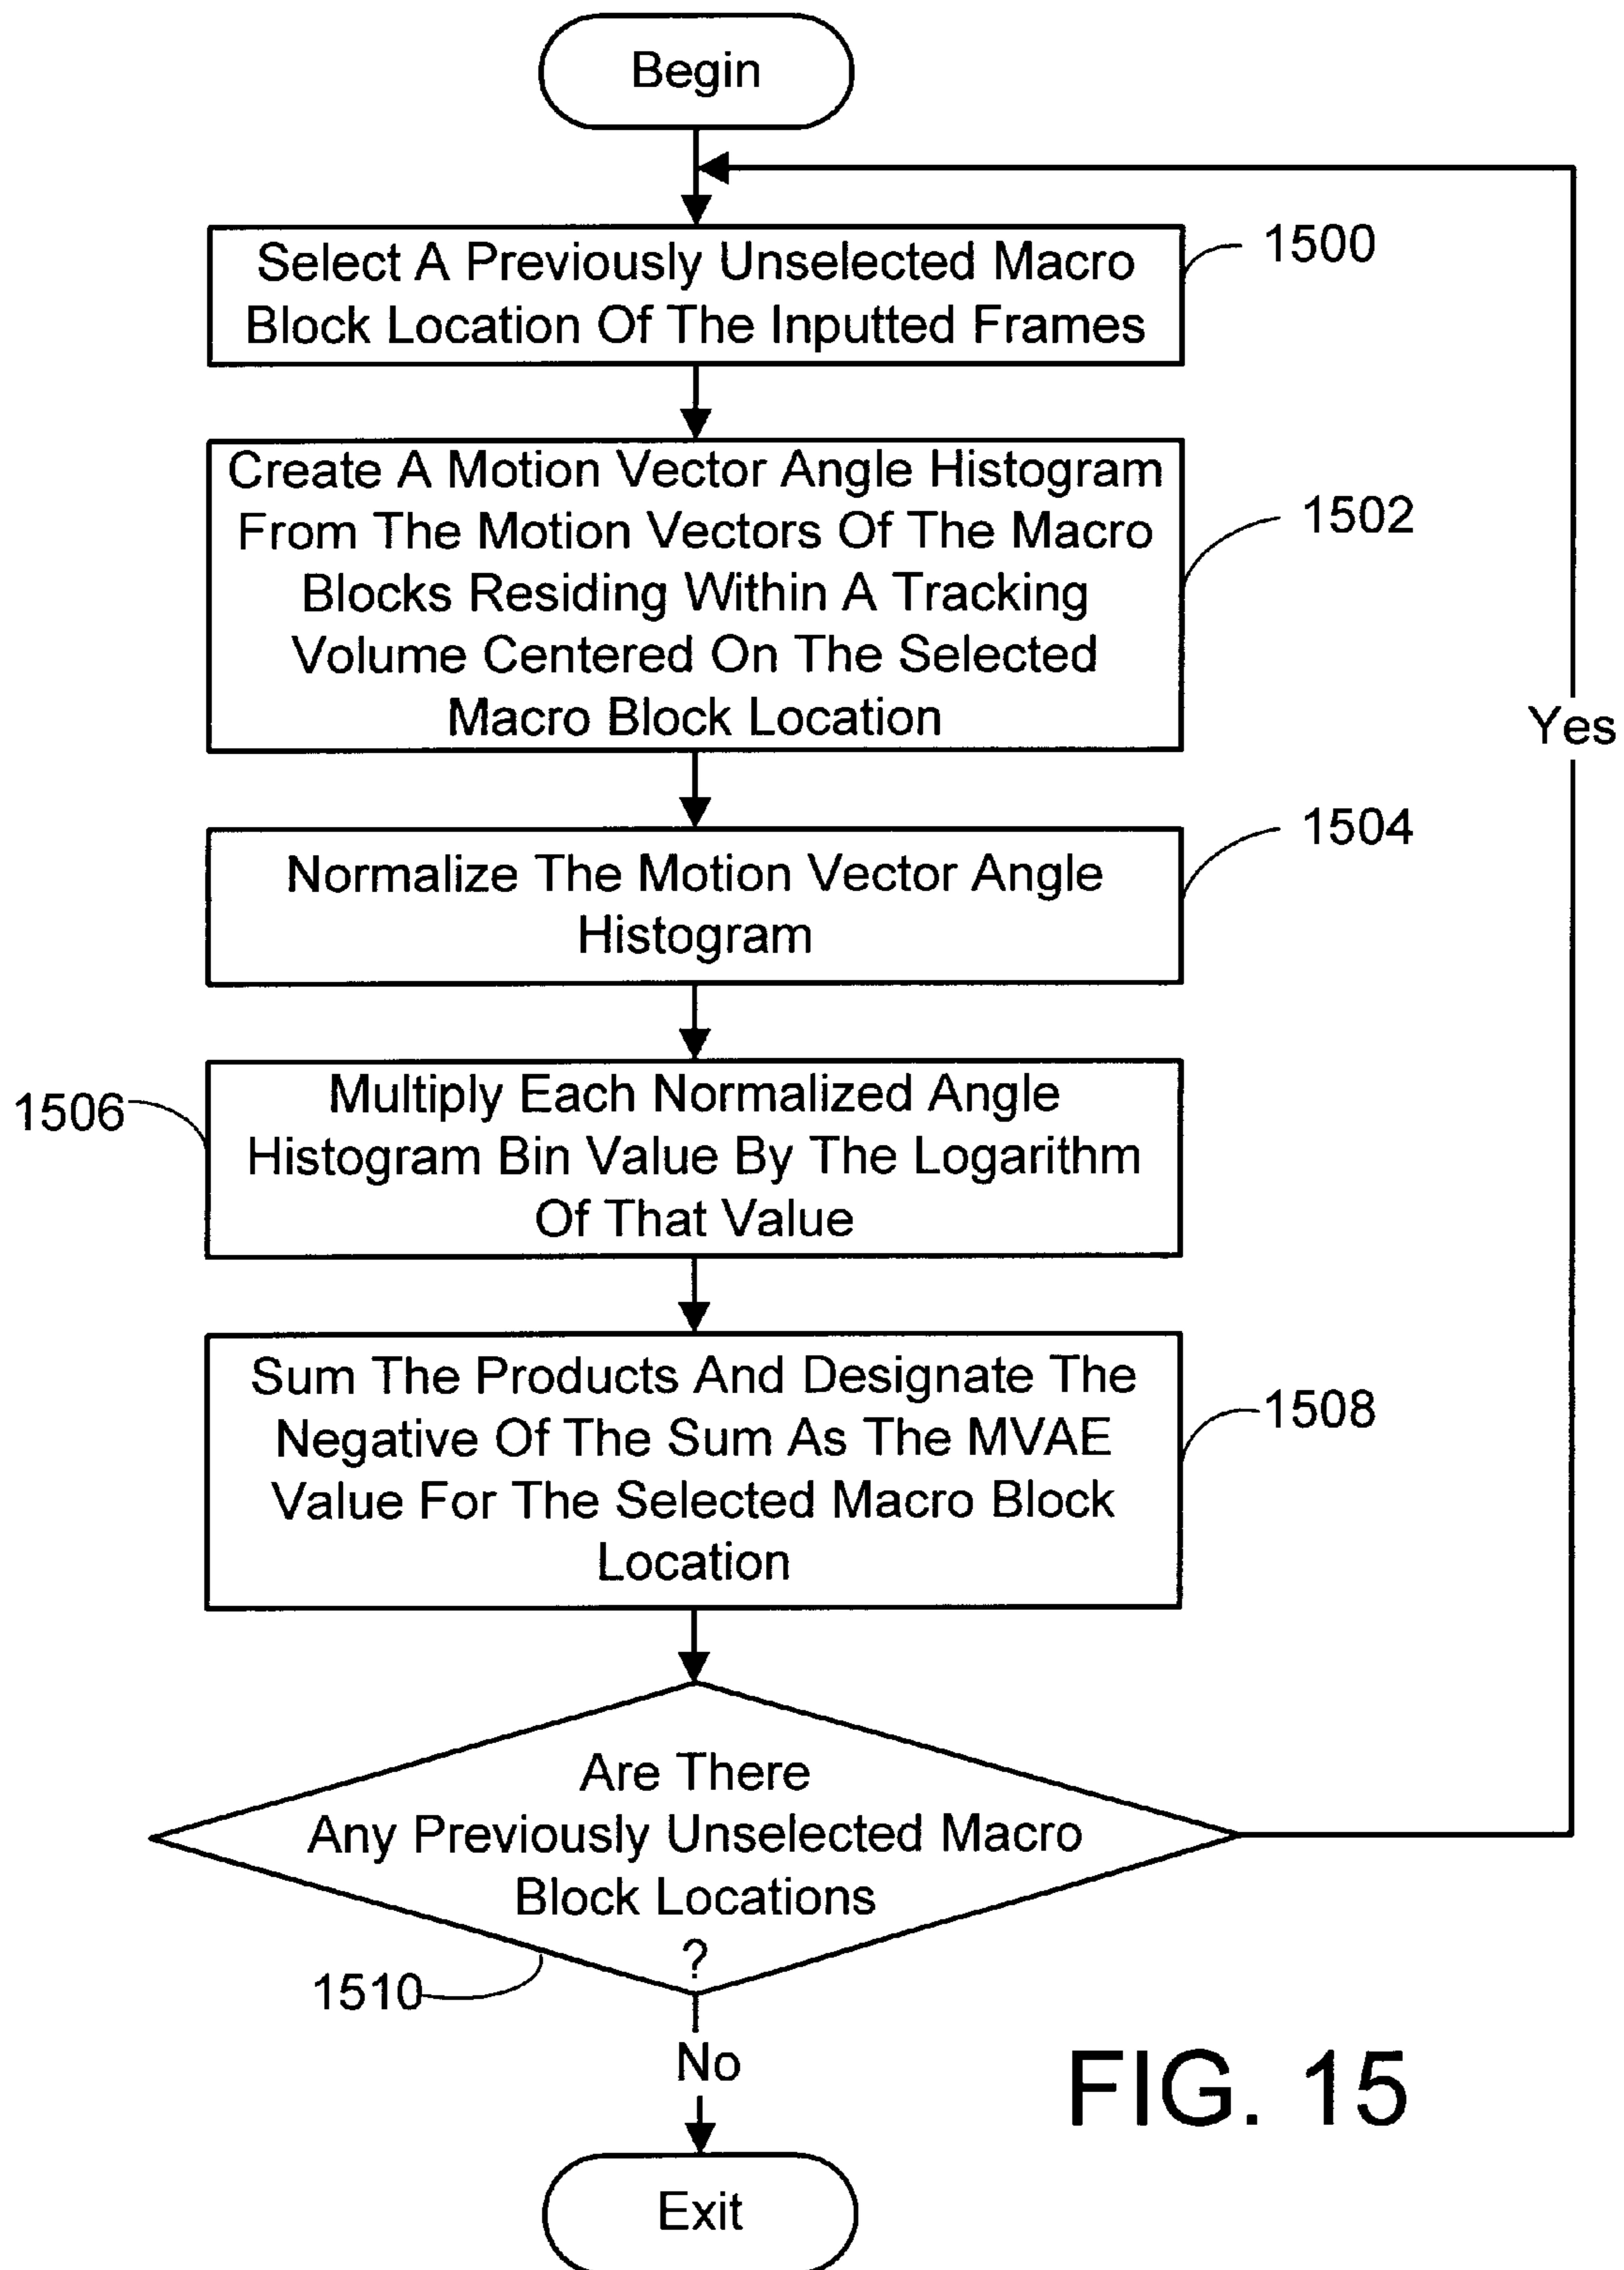 Begin
Select A Previously Unselected Macro
Block Location Of The Inputted Frames
1500
Create A Motion Vector Angle Histogram
From The Motion Vectors Of The Macro
Blocks Residing Within A Tracking
Volume Centered On The Selected
Macro Block Location
1502
Yes
Normalize The Motion Vector Angle
Histogram
1504
Multiply Each Normalized Angle
Histogram Bin Value By The Logarithm
Of That Value
1506
Sum The Products And Designate The
Negative Of The Sum As The MVAE
Value For The Selected Macro Block
Location
1508
Are There
Any Previously Unselected Macro
Block Locations
?
1510
No
Exit
FIG. 15